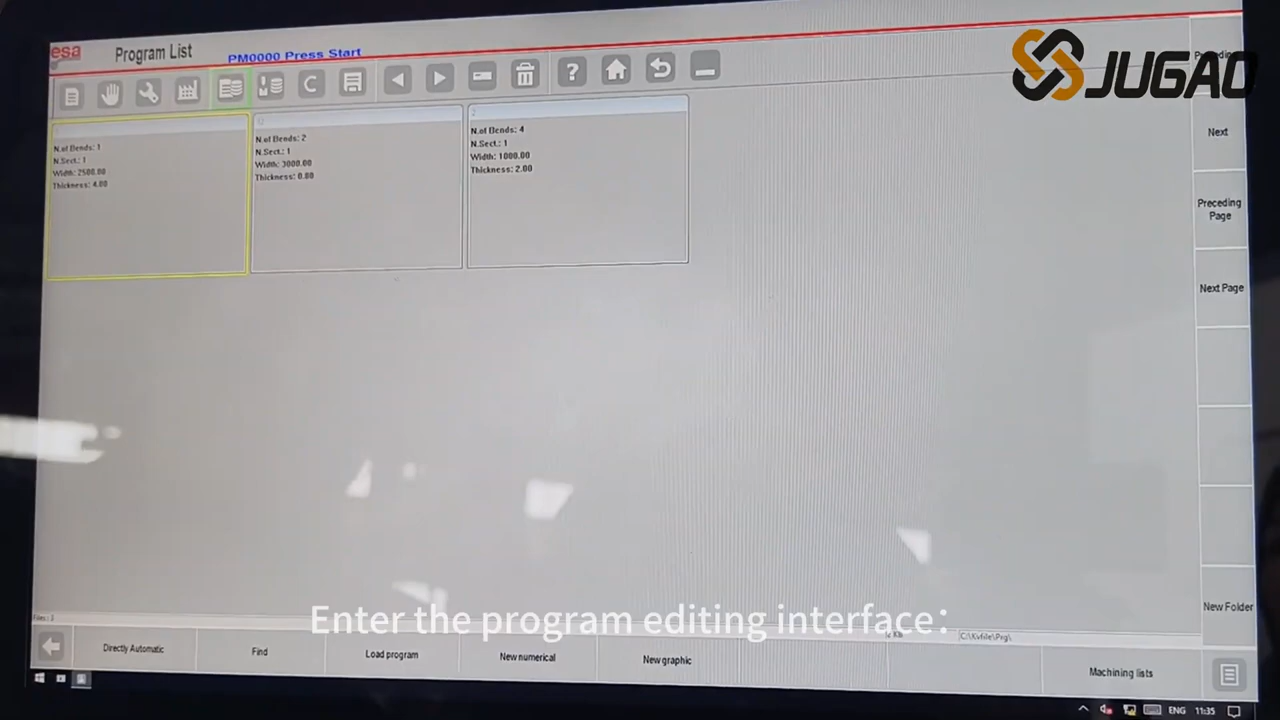 esa
Program List
PM0000 Press Start
JUGAO
C
?
N.of Bends: 1
N.Sect.: 1
Width: 2500.00
Thickness: 4.00
N.of Bends: 2
N.Sect.: 1
Width: 3000.00
Thickness: 0.80
2
N.of Bends: 4
N.Sect.: 1
Width: 1000.00
Thickness: 2.00
Next
Preceding
Page
Next Page
New Folder
Enter the program editing interface:
Files: 3
C:\Kvfile\Prg\
Directly Automatic
Find
Load program
New numerical
New graphic
Machining lists
ENG
11:35